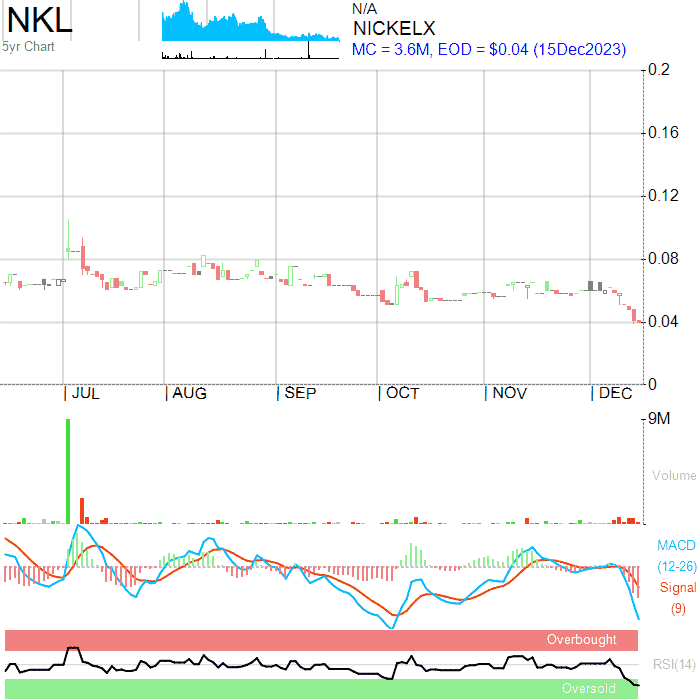 NKL
5yr Chart
N/A
NICKELX
MC = 3.6M, EOD = $0.04 (15Dec2023)
0.2
0.16
0.12
0.08
0.04
0
JUL AUG SEP OCT NOV DEC
9M
Volume
MACD
(12-26)
Signal
(9)
Overbought
RSI(14)
Oversold